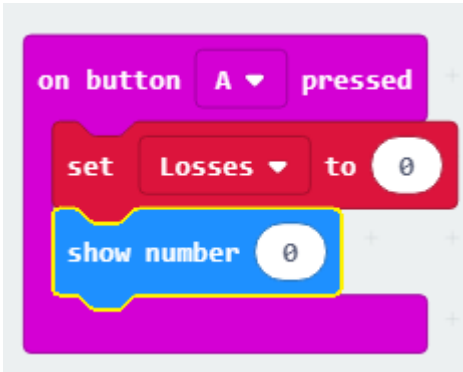 on button A pressed
set Losses to 0
show number 0